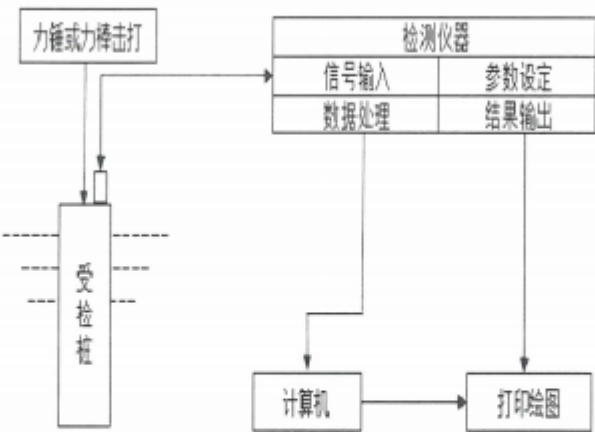 力锤或力棒击打
检测仪器
信号输入 参数设定
数据处理 结果输出
受检桩
计算机
打印绘图